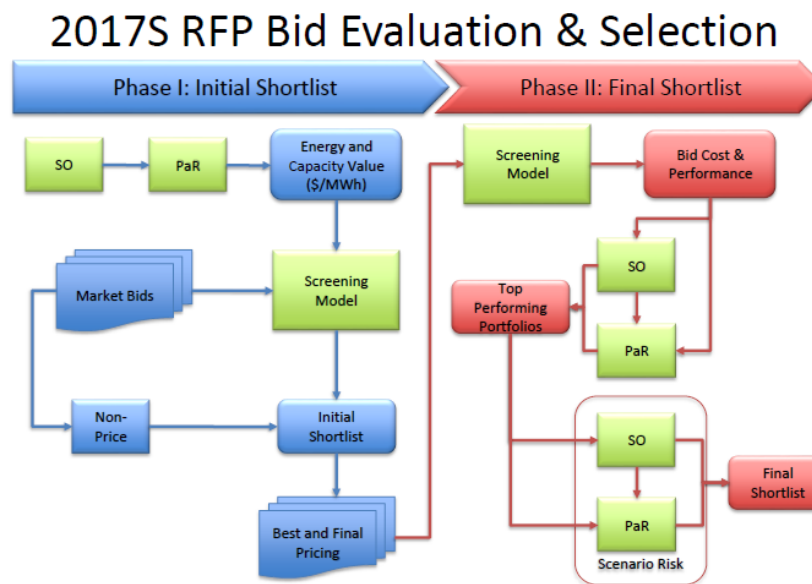 2017S RFP Bid Evaluation & Selection
Phase I: Initial Shortlist
Phase II: Final Shortlist
SO
PaR
Energy and
Capacity Value
($/MWh)
Market Bids
Screening
Model
Non-
Price
Initial
Shortlist
Best and Final
Pricing
Screening
Model
Bid Cost &
Performance
SO
Top
Performing
Portfolios
PaR
SO
PaR
Scenario Risk
Final
Shortlist